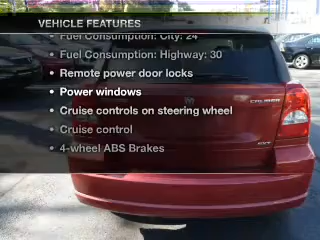 VEHICLE FEATURES
Fuel Consumption: City: 24
Fuel Consumption: Highway: 30
Remote power door locks
Power windows
Cruise controls on steering wheel
Cruise control
4-wheel ABS Brakes
CALIBER
SXT